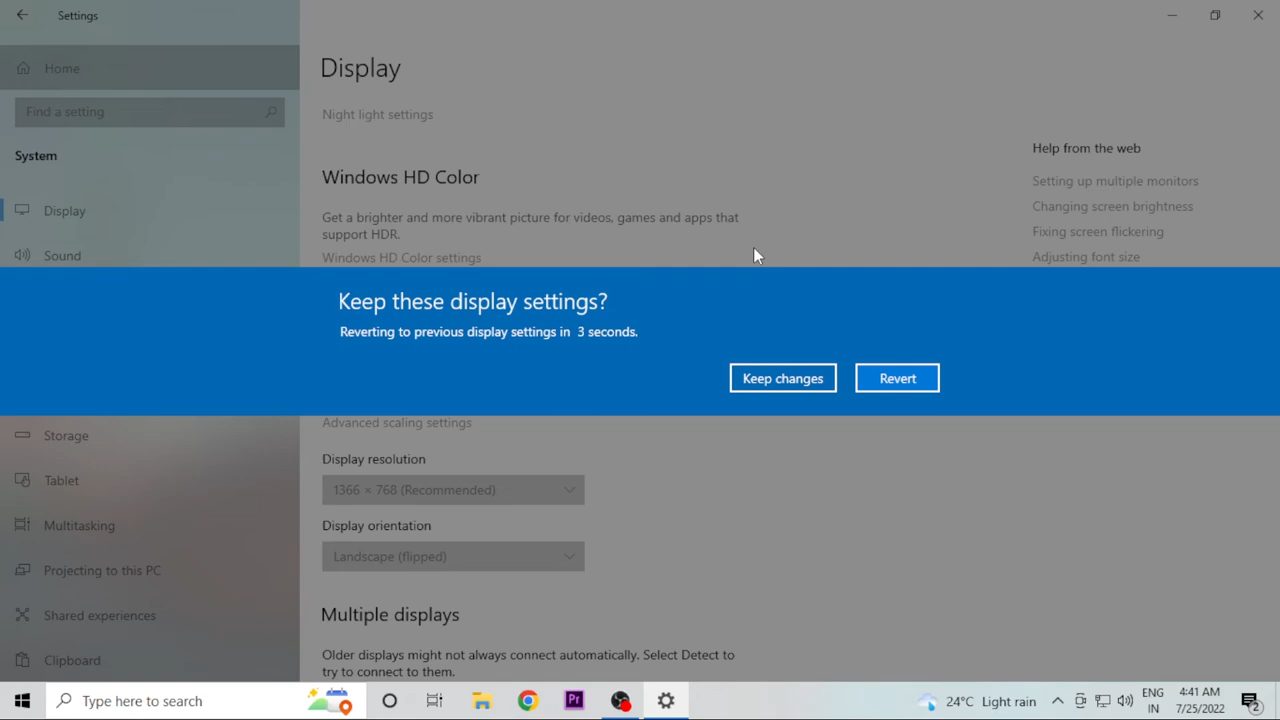 Settings
Home
Find a setting
System
Display
Sound
Storage
Tablet
Multitasking
Projecting to this PC
Shared experiences
Clipboard
Display
Night light settings
Windows HD Color
Get a brighter and more vibrant picture for videos, games and apps that
support HDR.
Windows HD Color settings
Keep these display settings?
Reverting to previous display settings in 3 seconds.
Keep changes
Revert
Advanced scaling settings
Display resolution
1366 × 768 (Recommended)
Display orientation
Landscape (flipped)
Multiple displays
Older displays might not always connect automatically. Select Detect to
try to connect to them.
Help from the web
Setting up multiple monitors
Changing screen brightness
Fixing screen flickering
Adjusting font size
Type here to search
Pr
24°C Light rain
ENG
IN
4:41 AM
7/25/2022
2